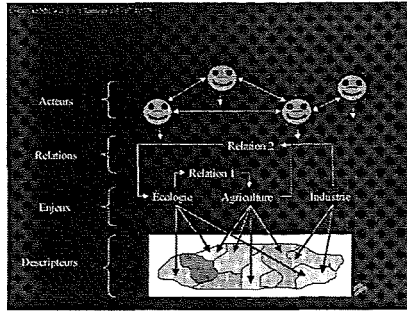 Acteurs
Relations
Relation 2
Relation 1
Enjeux
Écologie Agriculture Industrie
Descripteurs